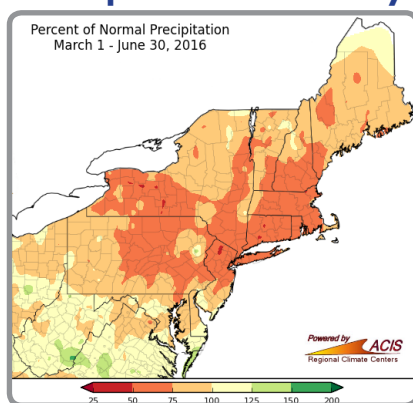 Percent of Normal Precipitation
March 1 - June 30, 2016
Powered by
ACIS
Regional Climate Centers
25 50 75 100 125 150 200